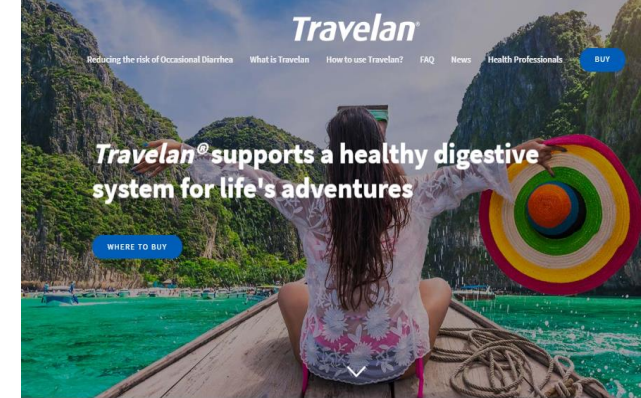 Travelan®
Reducing the risk of Occasional Diarrhea What is Travelan How to use Travelan? FAQ News Health Professionals BUY
Travelan® supports a healthy digestive
system for life's adventures
WHERE TO BUY